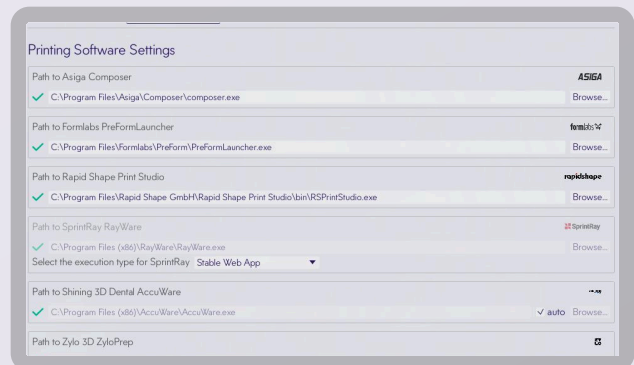 Printing Software Settings
Path to Asiga Composer ASIGA
C:\Program Files\Asiga\Composer\composer.exe Browse...
Path to Formlabs PreFormLauncher formlabs
C:\Program Files\Formlabs\PreForm\PreFormLauncher.exe Browse...
Path to Rapid Shape Print Studio rapidshape
C:\Program Files\Rapid Shape GmbH\Rapid Shape Print Studio\bin\RSPrintStudio.exe Browse...
Path to SprintRay RayWare SprintRay
C:\Program Files (x86)\RayWare\RayWare.exe Browse...
Select the execution type for SprintRay Stable Web App
Path to Shining 3D Dental AccuWare
C:\Program Files (x86)\AccuWare\AccuWare.exe auto Browse...
Path to Zylo 3D ZyloPrep